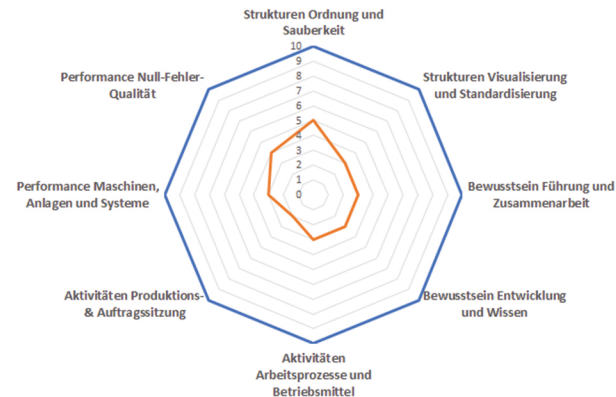 Strukturen Ordnung und
Sauberkeit
10
9
8
7
6
5
4
3
2
1
0
Strukturen Visualisierung
und Standardisierung
Bewusstsein Führung und
Zusammenarbeit
Bewusstsein Entwicklung
und Wissen
Aktivitäten
Arbeitsprozesse und
Betriebsmittel
Aktivitäten Produktions-
& Auftragssitzung
Performance Maschinen,
Anlagen und Systeme
Performance Null-Fehler-
Qualität